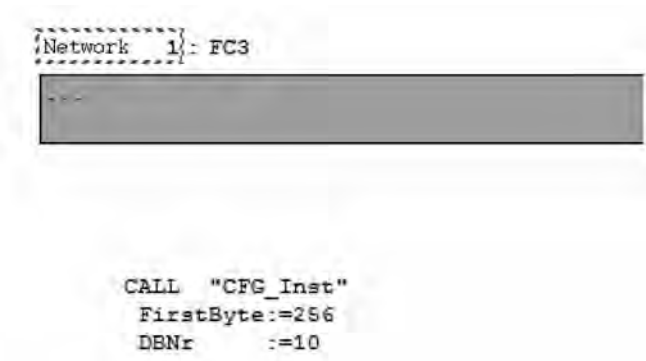 Network 1: FC3
---
CALL "CFG_Inst"
FirstByte:=256
DBNr :=10